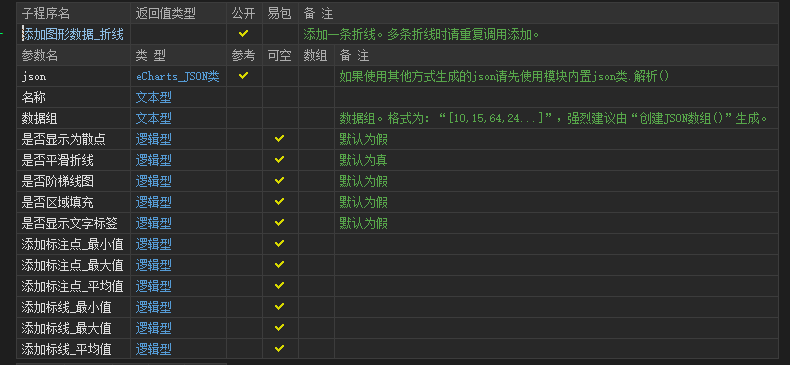 子程序名 返回值类型 公开 易包 备 注
添加图形数据_折线 ✓ 添加一条折线。多条折线时请重复调用添加。
参数名 类 型 参考 可空 数组 备 注
json eCharts_JSON类 ✓ 如果使用其他方式生成的json请先使用模块内置json类.解析()
名称 文本型
数据组 文本型 数据组。格式为: “[10,15,64,24...]”,强烈建议由“创建JSON数组()”生成。
是否显示为散点 逻辑型 ✓ 默认为假
是否平滑折线 逻辑型 ✓ 默认为真
是否阶梯线图 逻辑型 ✓ 默认为假
是否区域填充 逻辑型 ✓ 默认为假
是否显示文字标签 逻辑型 ✓ 默认为假
添加标注点_最小值 逻辑型 ✓
添加标注点_最大值 逻辑型 ✓
添加标注点_平均值 逻辑型 ✓
添加标线_最小值 逻辑型 ✓
添加标线_最大值 逻辑型 ✓
添加标线_平均值 逻辑型 ✓